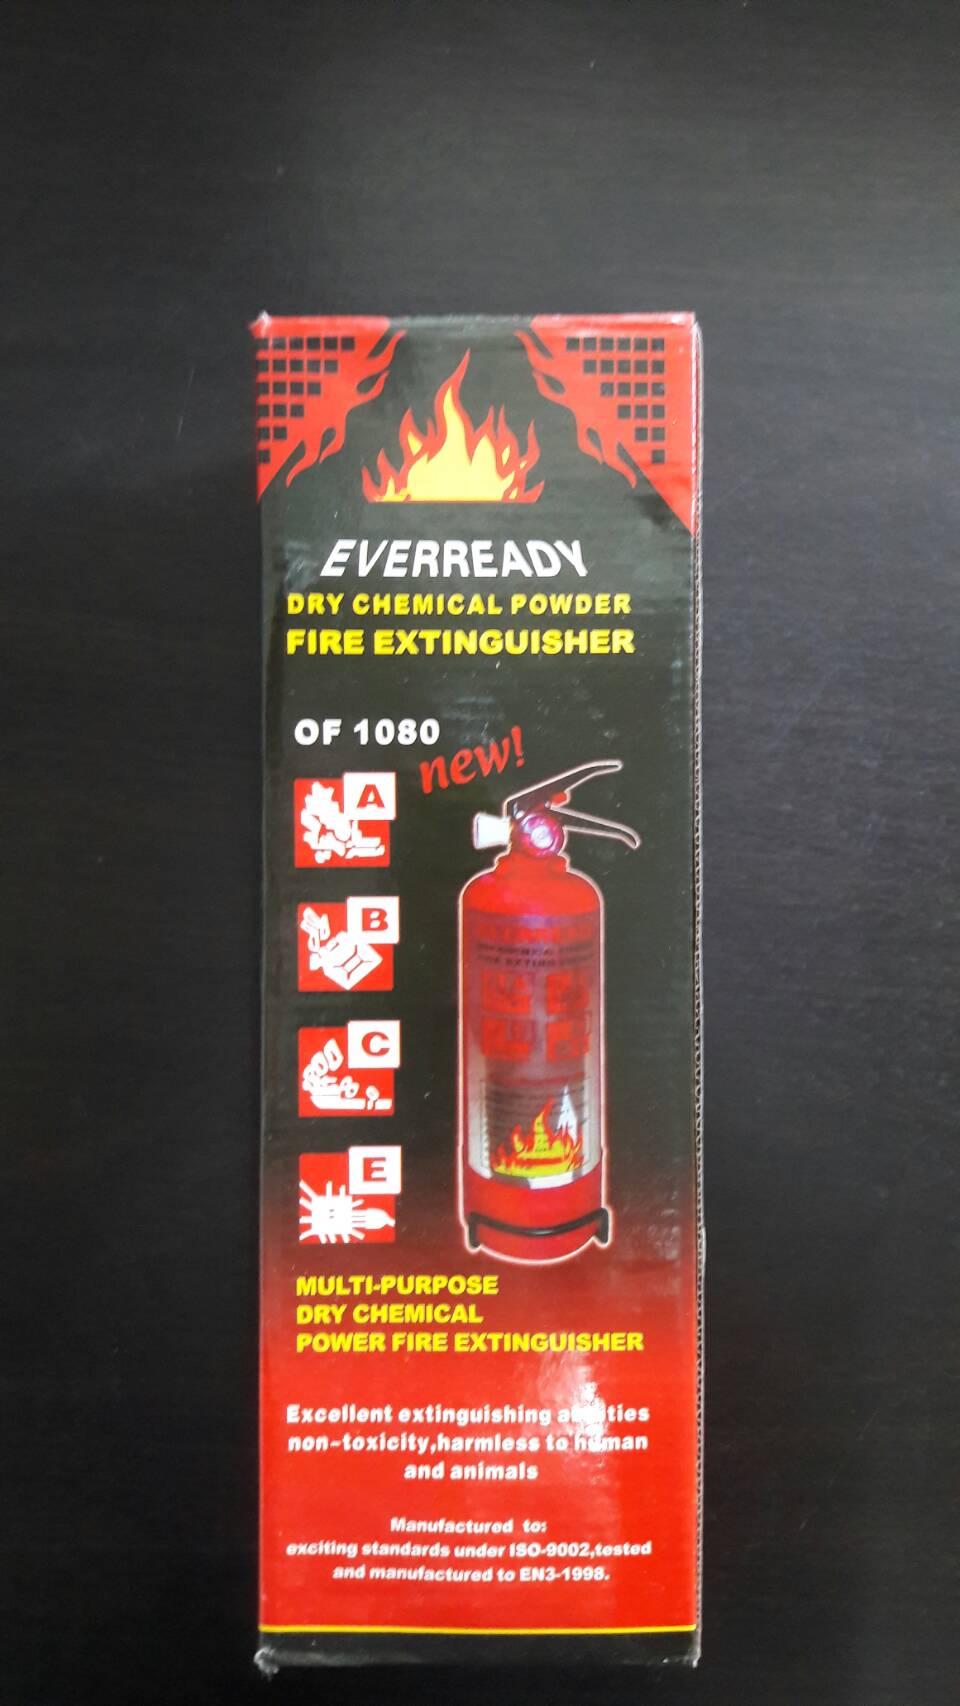 EVERREADY
DRY CHEMICAL POWDER
FIRE EXTINGUISHER
OF 1080
new!
A
B
C
E
MULTI-PURPOSE
DRY CHEMICAL
POWER FIRE EXTINGUISHER
Excellent extinguishing
non-toxicity,harmless to human
and animals
Manufactured to:
exciting standards under ISO-9002,tested
and manufactured to EN3-1998.